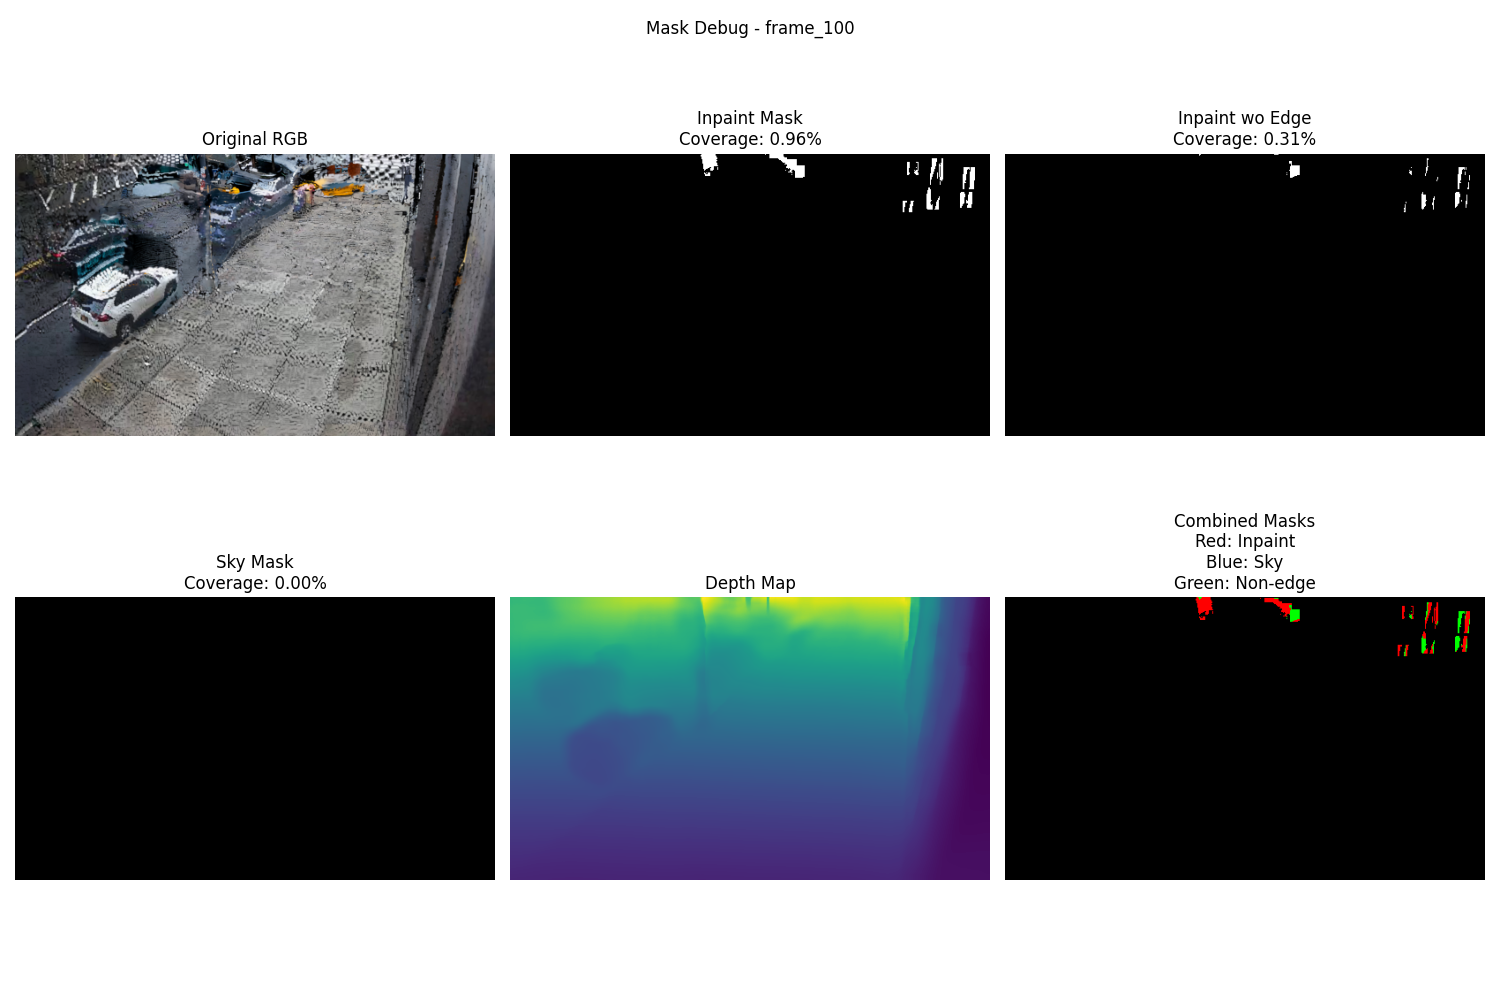 Mask Debug - frame_100
Original RGB
Inpaint Mask
Coverage: 0.96%
Inpaint wo Edge
Coverage: 0.31%
Sky Mask
Coverage: 0.00%
Depth Map
Combined Masks
Red: Inpaint
Blue: Sky
Green: Non-edge